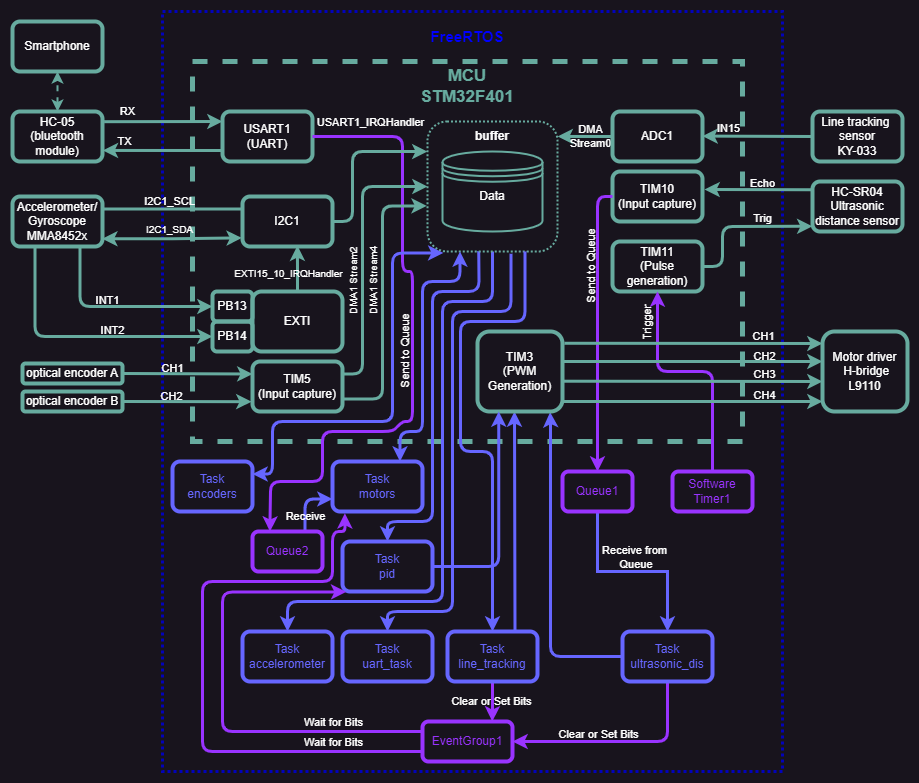 FreeRTOS
Smartphone
MCU
STM32F401
HC-05
(bluetooth
module)
RX
TX
USART1
(UART)
USART1_IRQHandler
buffer
Data
DMA
Stream0
ADC1
IN15
Line tracking
sensor
KY-033
TIM10
(Input capture)
Echo
HC-SR04
Ultrasonic
distance sensor
Trig
TIM11
(Pulse
generation)
Accelerometer/
Gyroscope
MMA8452x
I2C1_SCL
I2C1_SDA
I2C1
EXTI15_10_IRQHandler
INT1
INT2
PB13
PB14
EXTI
DMA1 Stream2
DMA1 Stream4
Send to Queue
Send to Queue
Trigger
optical encoder A
optical encoder B
CH1
CH2
TIM5
(Input capture)
TIM3
(PWM
Generation)
CH1
CH2
CH3
CH4
Motor driver
H-bridge
L9110
Task
encoders
Task
motors
Queue1
Software
Timer1
Receive
Queue2
Task
pid
Receive from
Queue
Task
accelerometer
Task
uart_task
Task
line_tracking
Task
ultrasonic_dis
Clear or Set Bits
Wait for Bits
Wait for Bits
EventGroup1
Clear or Set Bits